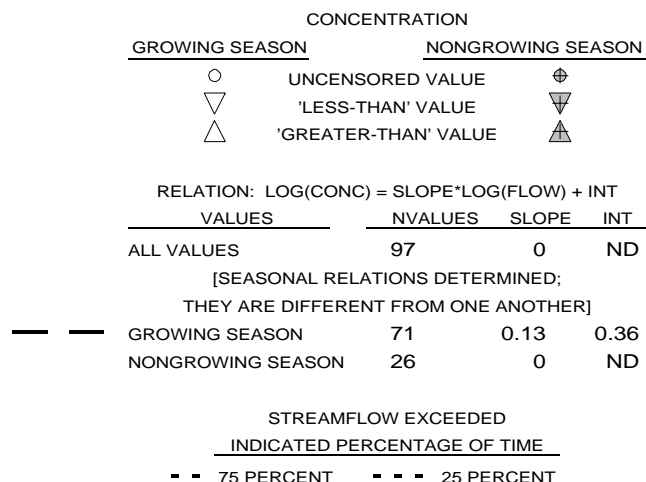 CONCENTRATION
GROWING SEASON NONGROWING SEASON
UNCENSORED VALUE
'LESS-THAN' VALUE
'GREATER-THAN' VALUE
RELATION: LOG(CONC) = SLOPE*LOG(FLOW) + INT
VALUES NVALUES SLOPE INT
ALL VALUES 97 0 ND
[SEASONAL RELATIONS DETERMINED;
THEY ARE DIFFERENT FROM ONE ANOTHER]
GROWING SEASON 71 0.13 0.36
NONGROWING SEASON 26 0 ND
STREAMFLOW EXCEEDED
INDICATED PERCENTAGE OF TIME
75 PERCENT 25 PERCENT